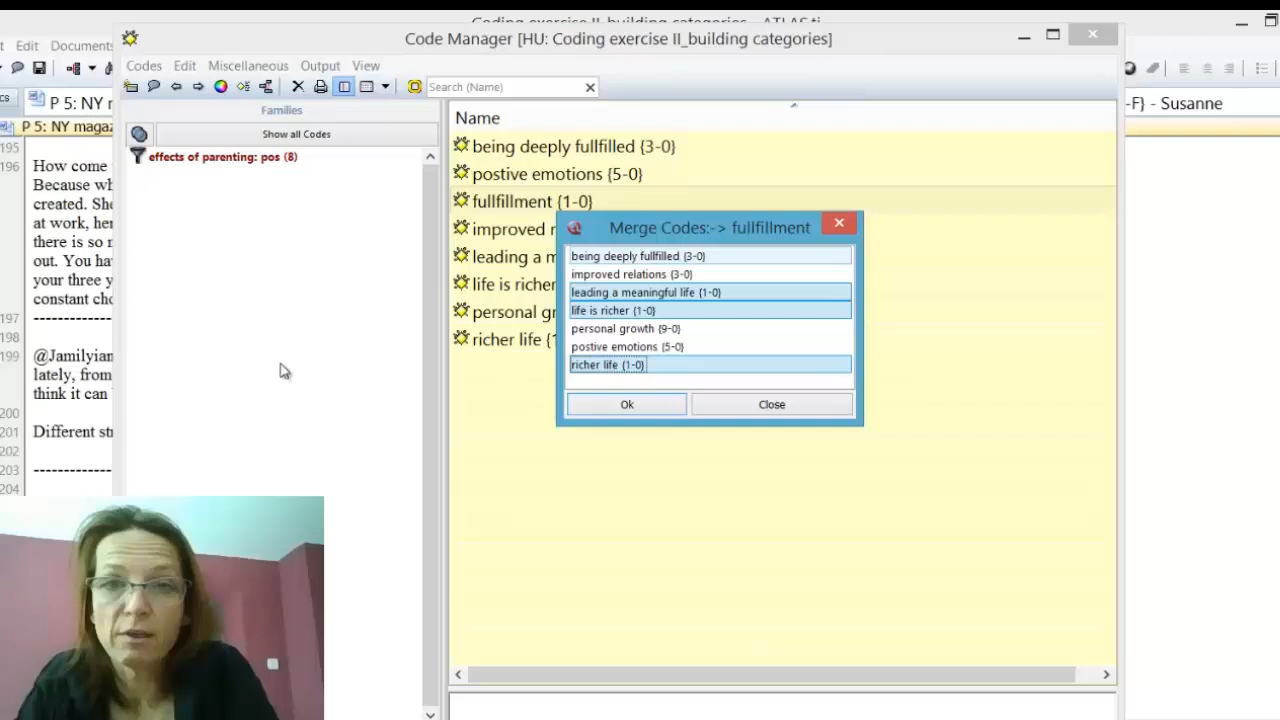 Coding exercise II_building categories - ATLAS.ti
Code Manager [HU: Coding exercise II_building categories]
t Edit Documents
Codes Edit Miscellaneous Output View
Search (Name)
cs
P 5: NY m
-F} - Susanne
P 5: NY magaz
Families
Show all Codes
effects of parenting: pos (8)
Name
being deeply fullfilled {3-0}
postive emotions {5-0}
fullfillment {1-0}
improved r
leading a m
life is richer
personal gr
richer life {1
Merge Codes:-> fullfillment
being deeply fullfilled {3-0}
improved relations {3-0}
leading a meaningful life {1-0}
life is richer {1-0}
personal growth {9-0}
postive emotions {5-0}
richer life {1-0}
Ok
Close
195
196 How come
Because wh
created. She
at work, her
there is so r
out. You ha
your three y
constant cho
197 --------------
198
199 @Jamilyian
lately, from
think it can
200
201 Different str
202
203 --------------
204